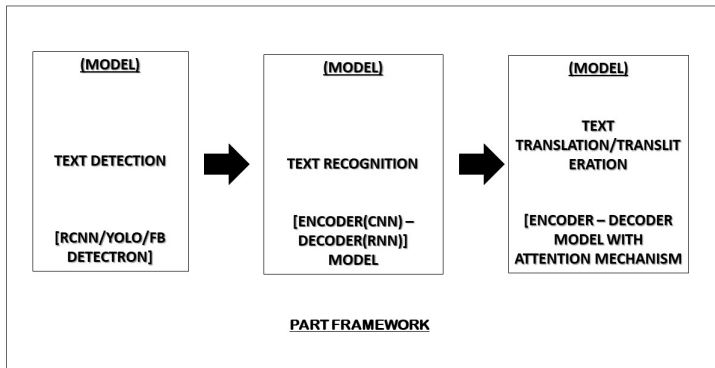 (MODEL)
TEXT DETECTION
[RCNN/YOLO/FB
DETECTRON]
(MODEL)
TEXT RECOGNITION
[ENCODER(CNN) –
DECODER(RNN)]
MODEL
(MODEL)
TEXT
TRANSLATION/TRANSLIT
ERATION
[ENCODER – DECODER
MODEL WITH
ATTENTION MECHANISM
PART FRAMEWORK